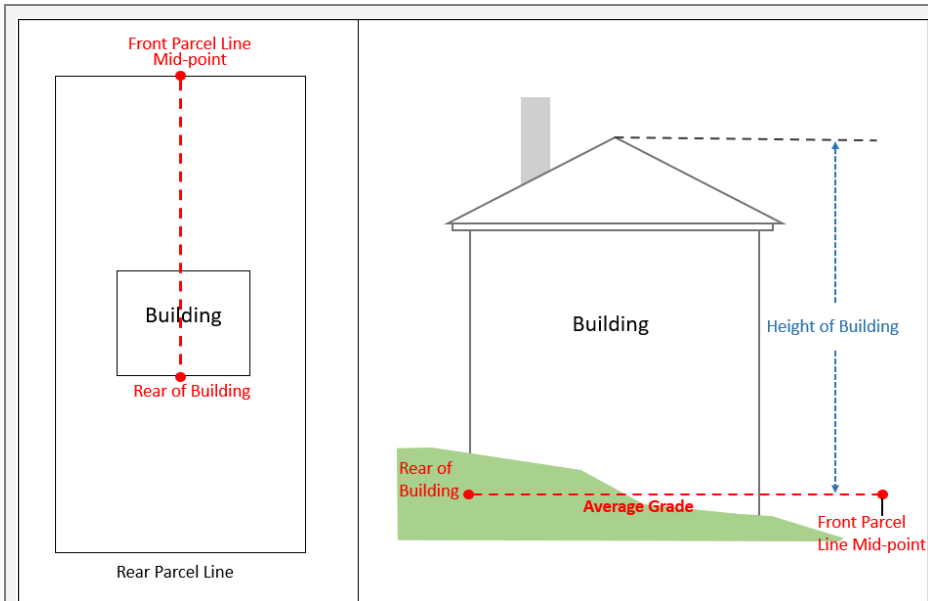 Front Parcel Line
Mid-point
Building
Rear of Building
Rear Parcel Line
Building
Height of Building
Rear of
Building
Average Grade
Front Parcel
Line Mid-point